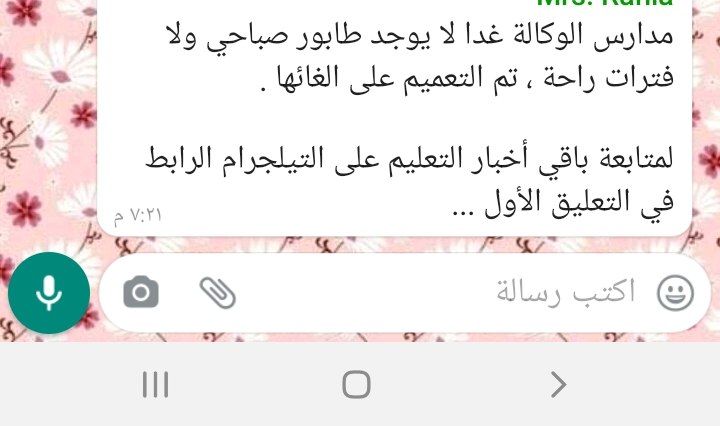 Mrs. Rania
مدارس الوكالة غدا لا يوجد طابور صباحي ولا
فترات راحة ، تم التعميم على الغائها .
لمتابعة باقي أخبار التعليم على التيلجرام الرابط
في التعليق الأول ...
٧:٢١ م
اكتب رسالة